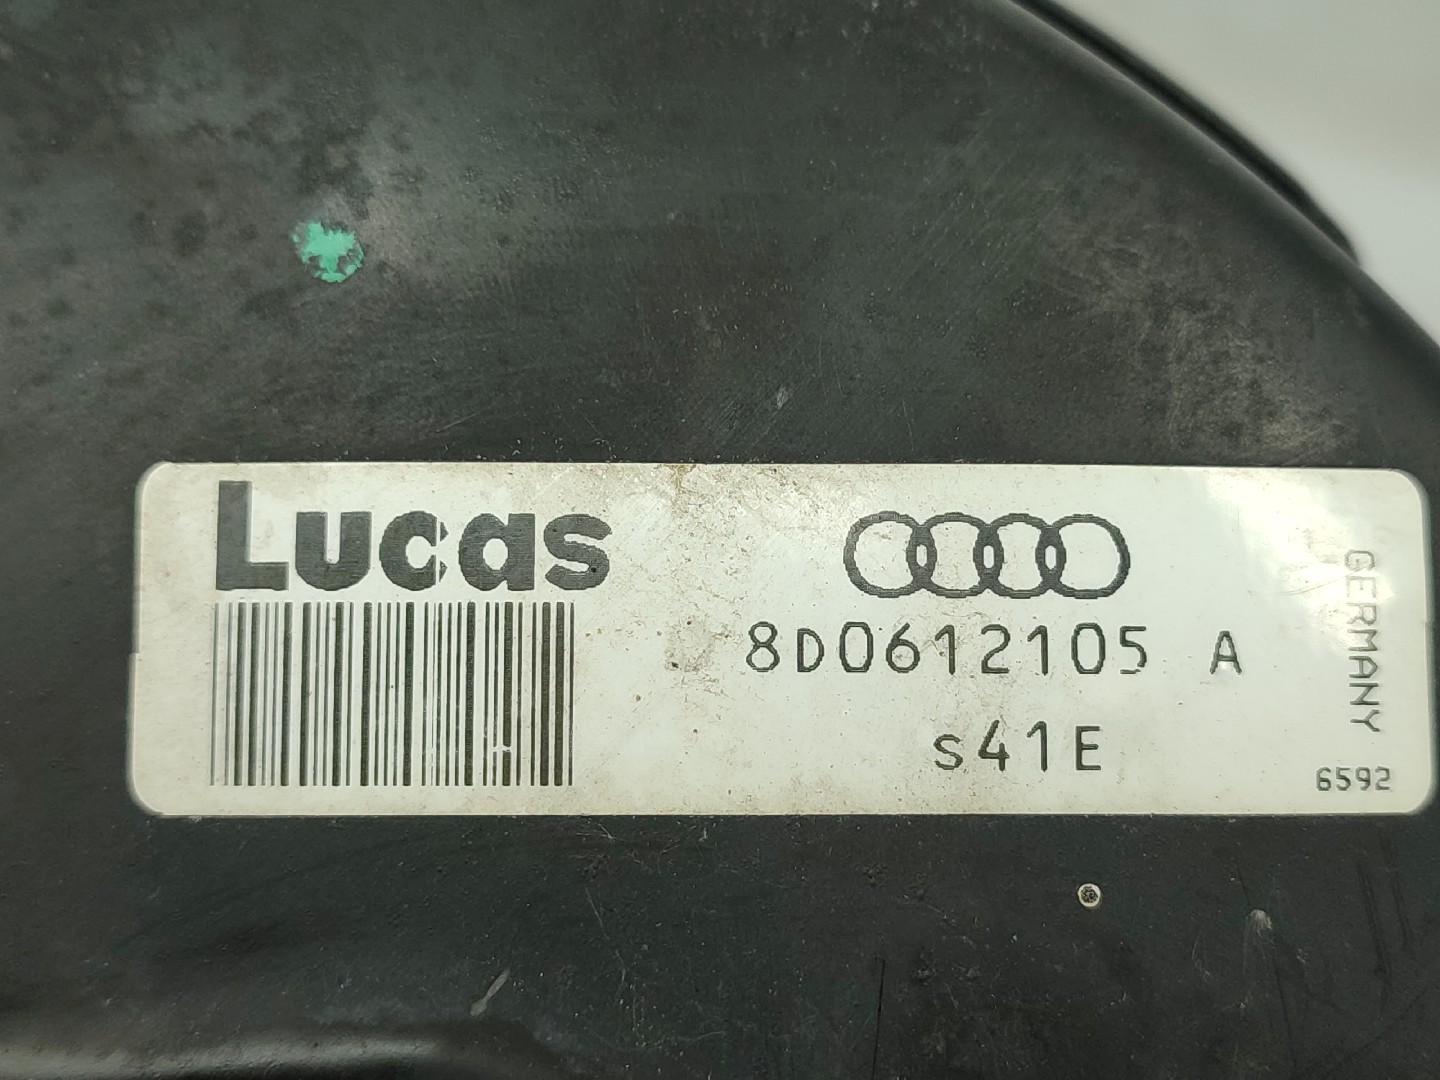 Lucas
8D0612105 A
s41E
GERMANY
6592